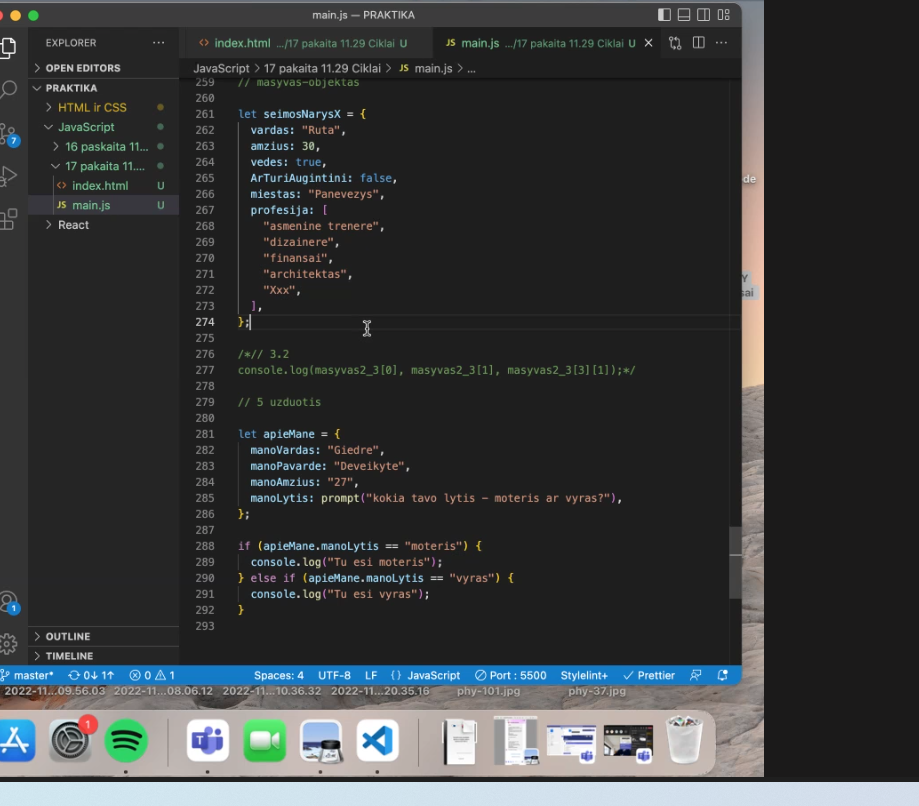 main.js — PRAKTIKA
EXPLORER
index.html .../17 pakaita 11.29 Ciklai U
JS main.js .../17 pakaita 11.29 Ciklai U
OPEN EDITORS
JavaScript > 17 pakaita 11.29 Ciklai > JS main.js > ...
PRAKTIKA
HTML ir CSS
JavaScript
16 paskaita 11...
17 pakaita 11....
index.html U
JS main.js U
React
7
1
259 // masyvas-objektas
260
261 let seimosNarysX = {
262 vardas: "Ruta",
263 amzius: 30,
264 vedes: true,
265 ArTuriAugintini: false,
266 miestas: "Panevezys",
267 profesija: [
268 "asmenine trenere",
269 "dizainere",
270 "finansai",
271 "architektas",
272 "Xxx",
273 ],
274 };
275
276 /*// 3.2
277 console.log(masyvas2_3[0], masyvas2_3[1], masyvas2_3[3][1]);*/
278
279 // 5 uzduotis
280
281 let apieMane = {
282 manoVardas: "Giedre",
283 manoPavarde: "Deveikyte",
284 manoAmzius: "27",
285 manoLytis: prompt("kokia tavo lytis - moteris ar vyras?"),
286 };
287
288 if (apieMane.manoLytis == "moteris") {
289 console.log("Tu esi moteris");
290 } else if (apieMane.manoLytis == "vyras") {
291 console.log("Tu esi vyras");
292 }
293
OUTLINE
TIMELINE
master* 0↓ 1↑ 0 1 Spaces: 4 UTF-8 LF {} JavaScript Port : 5500 Stylelint+ Prettier
2022-11...09.56.03 2022-11...08.06.12 2022-11...10.36.32 2022-11...20.35.16 phy-101.jpg phy-37.jpg
de
Y
sai
1